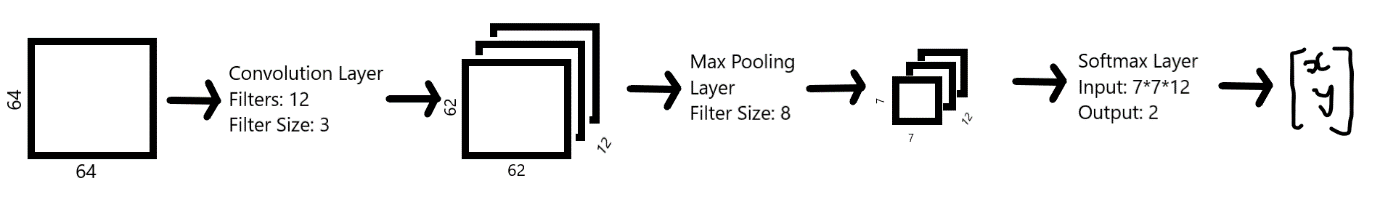 64
64
Convolution Layer
Filters: 12
Filter Size: 3
62
62
12
Max Pooling
Layer
Filter Size: 8
7
7
12
Softmax Layer
Input: 7*7*12
Output: 2
x
y